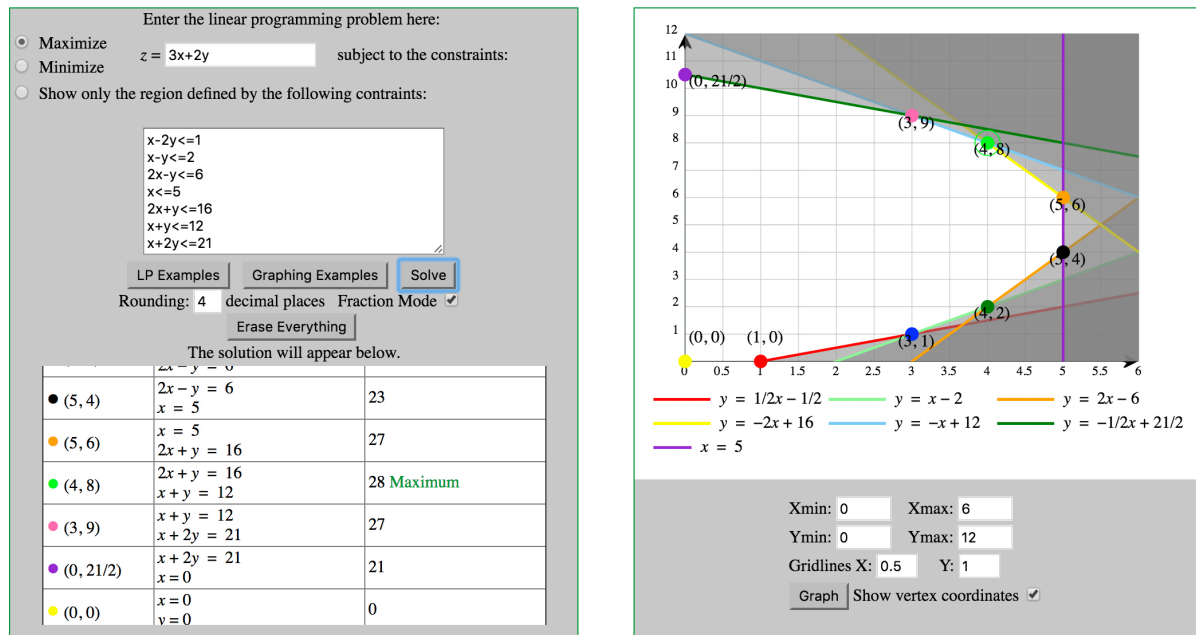 Enter the linear programming problem here:
Maximize
Minimize
z = 3x+2y subject to the constraints:
Show only the region defined by the following contraints:
x-2y<=1
x-y<=2
2x-y<=6
x<=5
2x+y<=16
x+y<=12
x+2y<=21
LP Examples Graphing Examples Solve
Rounding: 4 decimal places Fraction Mode
Erase Everything
The solution will appear below.
(5, 4) 2x − y = 6 23
x = 5
(5, 6) x = 5 27
2x + y = 16
(4, 8) 2x + y = 16 28 Maximum
x + y = 12
(3, 9) x + y = 12 27
x + 2y = 21
(0, 21/2) x + 2y = 21 21
x = 0
(0, 0) x = 0 0
y = 0
12
11
10
9
8
7
6
5
4
3
2
1
(0, 21/2)
(3, 9)
(4, 8)
(5, 6)
(5, 4)
(4, 2)
(3, 1)
(0, 0) (1, 0)
0 0.5 1 1.5 2 2.5 3 3.5 4 4.5 5 5.5 6
y = 1/2x − 1/2 y = x − 2 y = 2x − 6
y = −2x + 16 y = −x + 12 y = −1/2x + 21/2
x = 5
Xmin: 0 Xmax: 6
Ymin: 0 Ymax: 12
Gridlines X: 0.5 Y: 1
Graph Show vertex coordinates